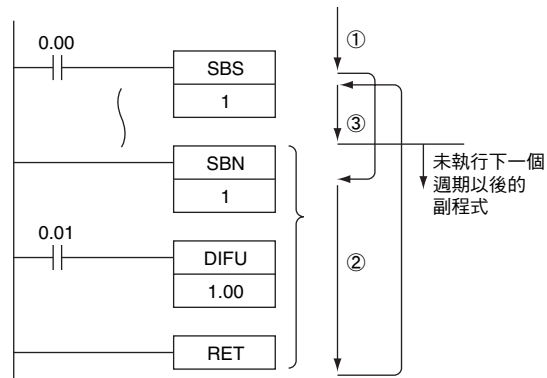 0.00
SBS
1
①
③
SBN
1
未執行下一個
週期以後的
副程式
0.01
DIFU
1.00
②
RET